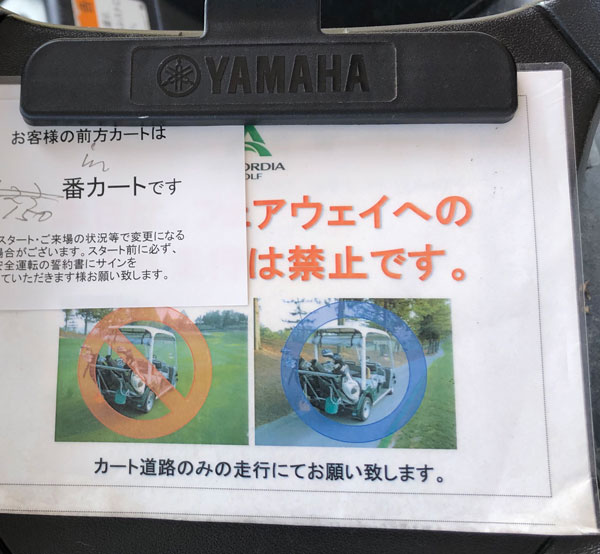 YAMAHA
お客様の前方カートは
番カートです
スタート・ご来場の状況等で変更になる
場合がございます。スタート前に必ず、
安全運転の誓約書にサインを
ていただきます様お願い致します。
ORDIA
OLF
ェアウェイへの
は禁止です。
カート道路のみの走行にてお願い致します。